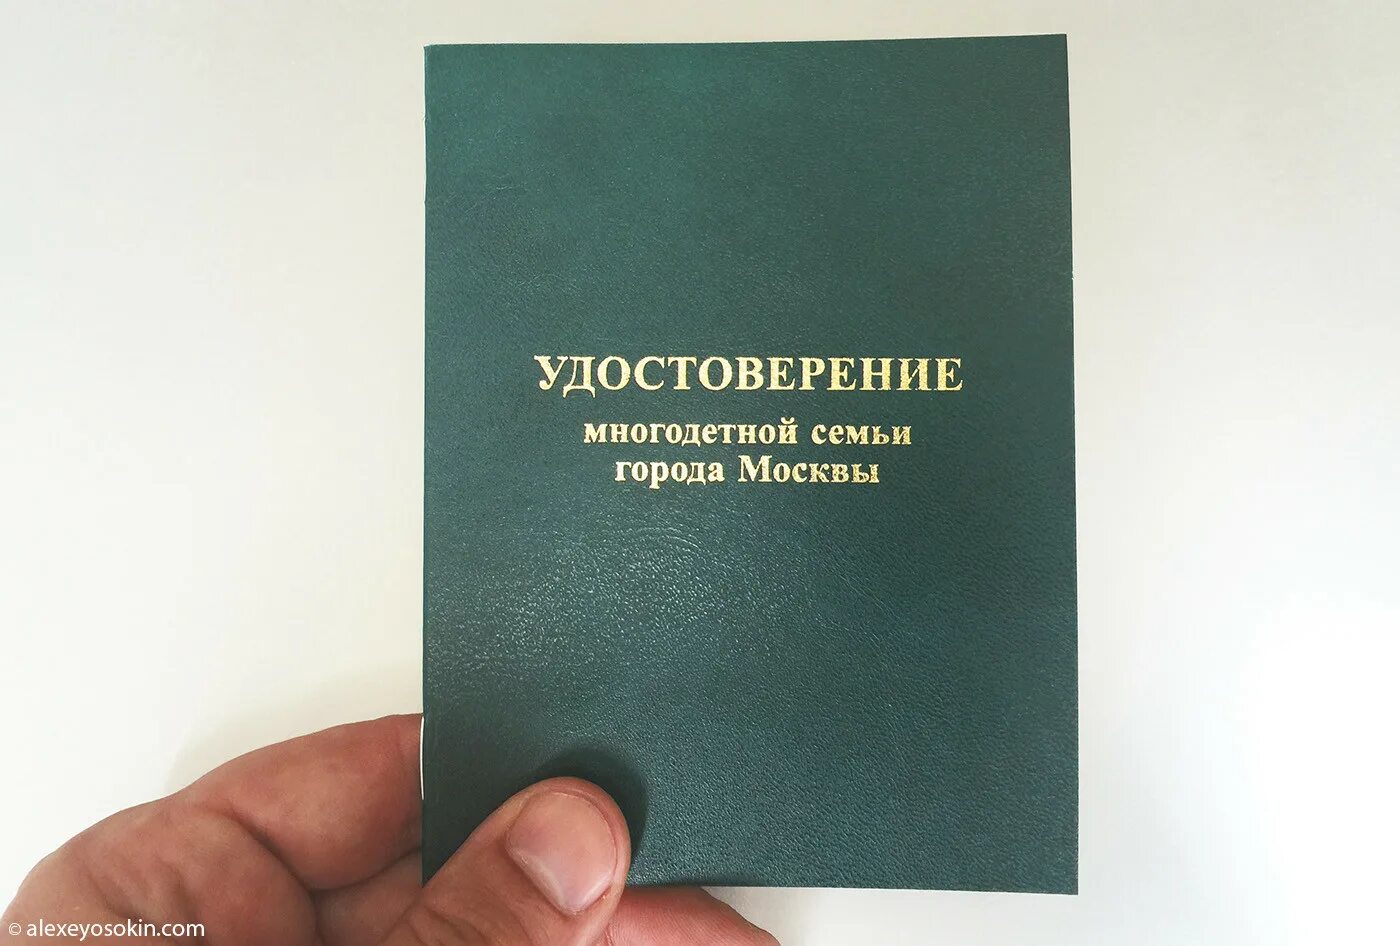 УДОСТОВЕРЕНИЕ
многодетной семьи
города Москвы
© alexeyosokin.com